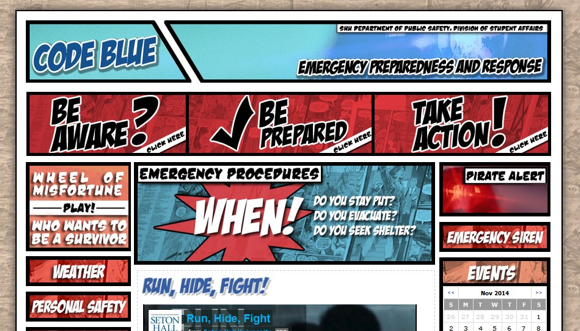 SHU DEPARTMENT OF PUBLIC SAFETY, DIVISION OF STUDENT AFFAIRS
CODE BLUE
EMERGENCY PREPAREDNESS AND RESPONSE
BE AWARE?
CLICK HERE
BE PREPARED
CLICK HERE
TAKE ACTION!
CLICK HERE
WHEEL OF
MISFORTUNE
PLAY!
WHO WANTS TO
BE A SURVIVOR
WEATHER
PERSONAL SAFETY
EMERGENCY PROCEDURES
WHEN!
DO YOU STAY PUT?
DO YOU EVACUATE?
DO YOU SEEK SHELTER?
RUN, HIDE, FIGHT!
SETON
HALL
Run, Hide, Fight
PIRATE ALERT
EMERGENCY SIREN
EVENTS
<< Nov 2014 >>
S M T W T F S
26 27 28 29 30 31 1
2 3 4 5 6 7 8